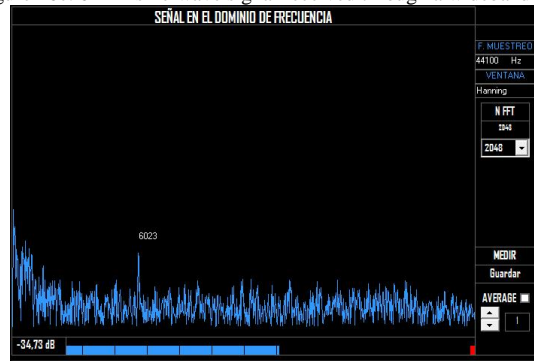 SEÑAL EN EL DOMINIO DE FRECUENCIA
F. MUESTREO
44100 Hz
VENTANA
Hanning
N FFT
2048
2048
6023
MEDIR
Guardar
AVERAGE
1
-34,73 dB